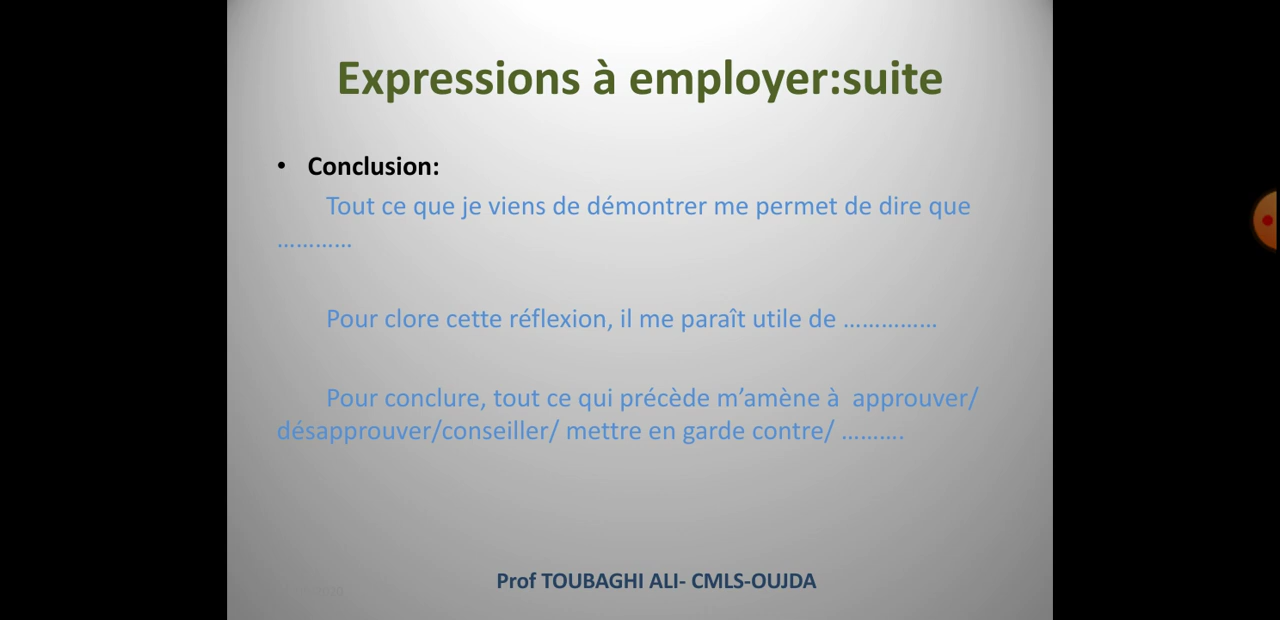 Expressions à employer:suite
• Conclusion:
Tout ce que je viens de démontrer me permet de dire que
…………
Pour clore cette réflexion, il me paraît utile de ……………
Pour conclure, tout ce qui précède m’amène à  approuver/
désapprouver/conseiller/ mettre en garde contre/ ……….
Prof TOUBAGHI ALI- CMLS-OUJDA